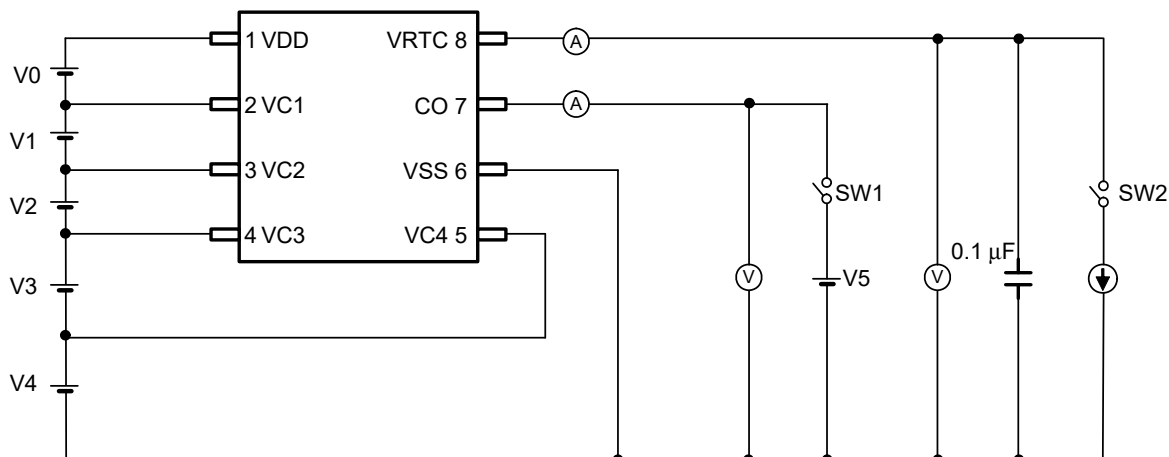 1 VDD VRTC 8
A
V0
2 VC1 CO 7
A
V1
3 VC2 VSS 6
V2
SW1
SW2
4 VC3 VC4 5
V3
V
V5
V
0.1 μF
V4